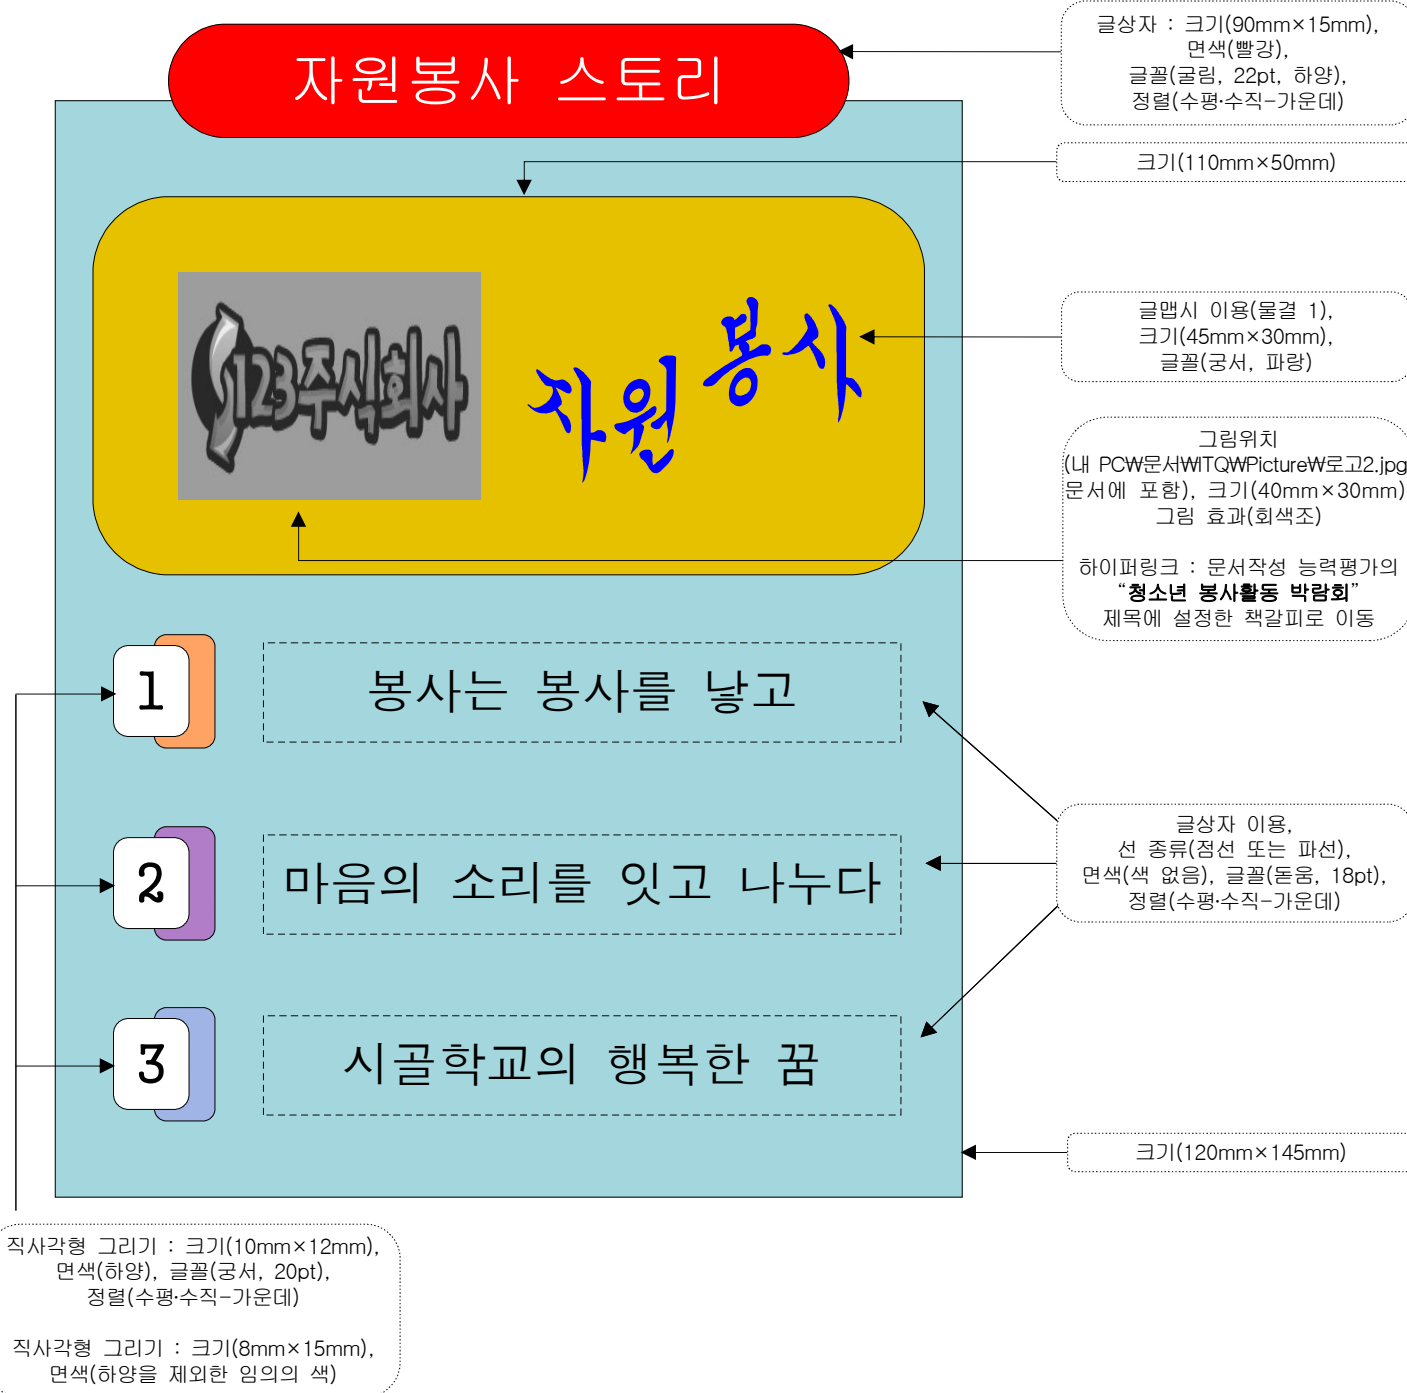 자원봉사 스토리
글상자 : 크기(90mm×15mm),
면색(빨강),
글꼴(굴림, 22pt, 하양),
정렬(수평·수직-가운데)
크기(110mm×50mm)
123주식회사
자원봉사
글맵시 이용(물결 1),
크기(45mm×30mm),
글꼴(궁서, 파랑)
그림위치
(내 PC₩문서₩ITQ₩Picture₩로고2.jpg
문서에 포함), 크기(40mm×30mm)
그림 효과(회색조)
하이퍼링크 : 문서작성 능력평가의
“청소년 봉사활동 박람회”
제목에 설정한 책갈피로 이동
1
봉사는 봉사를 낳고
2
마음의 소리를 잇고 나누다
글상자 이용,
선 종류(점선 또는 파선),
면색(색 없음), 글꼴(돋움, 18pt),
정렬(수평·수직-가운데)
3
시골학교의 행복한 꿈
크기(120mm×145mm)
직사각형 그리기 : 크기(10mm×12mm),
면색(하양), 글꼴(궁서, 20pt),
정렬(수평·수직-가운데)
직사각형 그리기 : 크기(8mm×15mm),
면색(하양을 제외한 임의의 색)